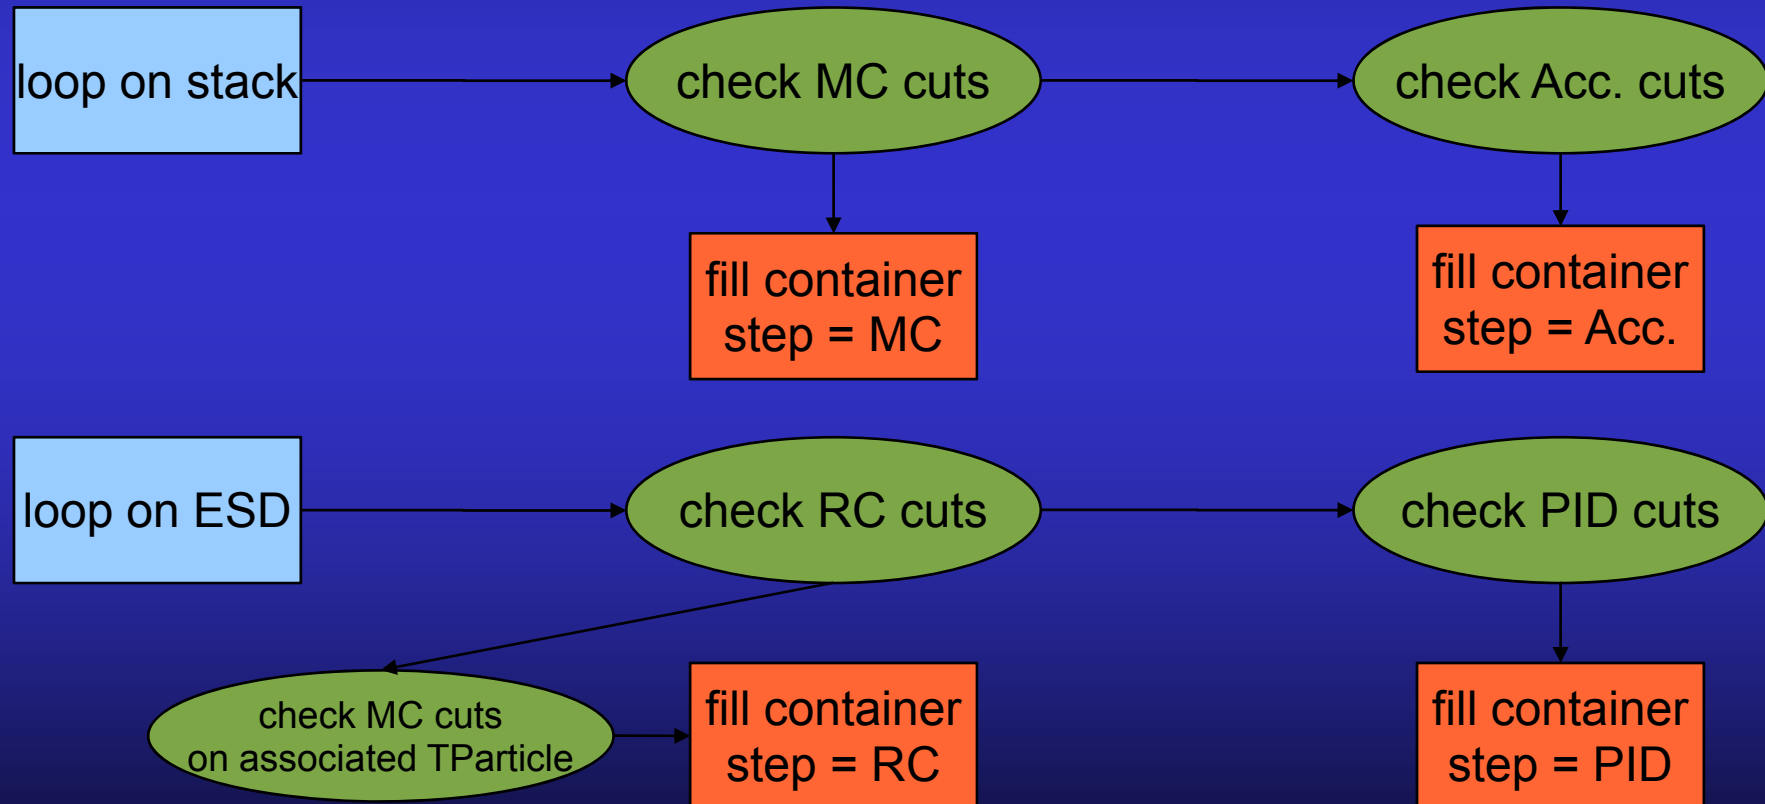 loop on stack
check MC cuts
check Acc. cuts
fill container
step = MC
fill container
step = Acc.
loop on ESD
check RC cuts
check PID cuts
check MC cuts
on associated TParticle
fill container
step = RC
fill container
step = PID